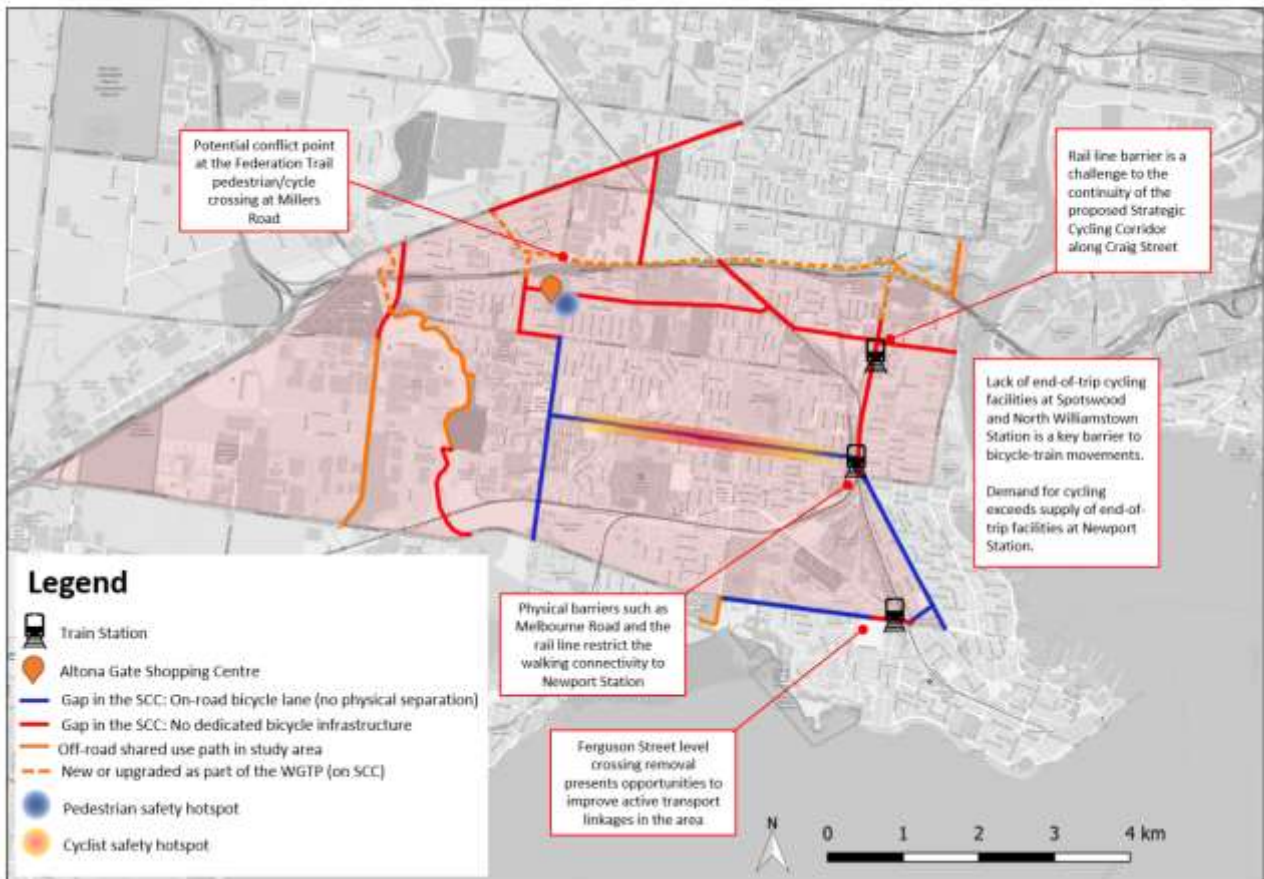 Potential conflict point
at the Federation Trail
pedestrian/cycle
crossing at Millers
Road
Rail line barrier is a
challenge to the
continuity of the
proposed Strategic
Cycling Corridor
along Craig Street
Lack of end-of-trip cycling
facilities at Spotswood
and North Williamstown
Station is a key barrier to
bicycle-train movements.
Demand for cycling
exceeds supply of end-of-
trip facilities at Newport
Station.
Physical barriers such as
Melbourne Road and the
rail line restrict the
walking connectivity to
Newport Station
Ferguson Street level
crossing removal
presents opportunities to
improve active transport
linkages in the area
Legend
Train Station
Altona Gate Shopping Centre
Gap in the SCC: On-road bicycle lane (no physical separation)
Gap in the SCC: No dedicated bicycle infrastructure
Off-road shared use path in study area
New or upgraded as part of the WGTP (on SCC)
Pedestrian safety hotspot
Cyclist safety hotspot
N
0 1 2 3 4 km